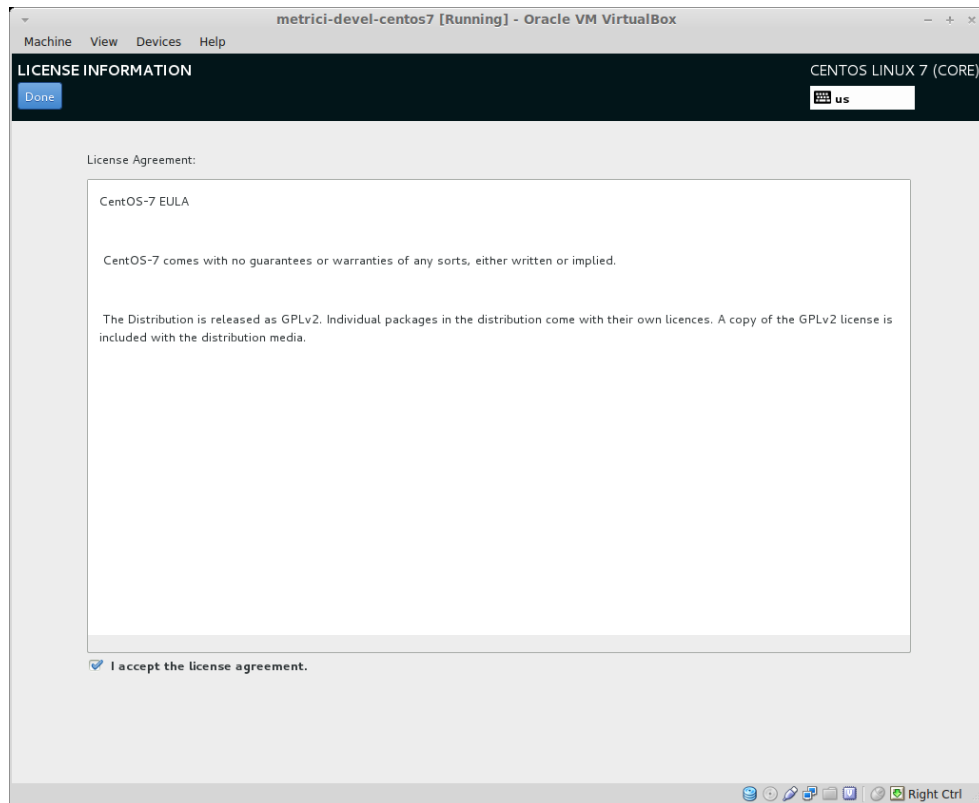 metrici-devel-centos7 [Running] - Oracle VM VirtualBox
Machine View Devices Help
LICENSE INFORMATION
CENTOS LINUX 7 (CORE)
Done
us
License Agreement:
CentOS-7 EULA
CentOS-7 comes with no guarantees or warranties of any sorts, either written or implied.
The Distribution is released as GPLv2. Individual packages in the distribution come with their own licences. A copy of the GPLv2 license is
included with the distribution media.
I accept the license agreement.
Right Ctrl